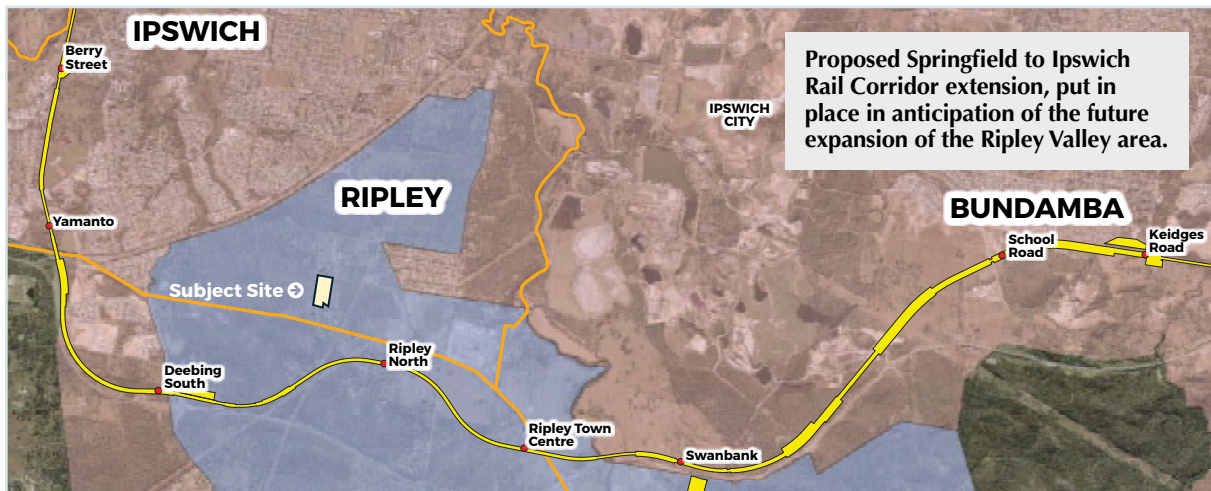 IPSWICH
Berry
Street
IPSWICH
CITY
Proposed Springfield to Ipswich
Rail Corridor extension, put in
place in anticipation of the future
expansion of the Ripley Valley area.
RIPLEY
BUNDAMBA
Yamanto
School
Road
Keidges
Road
Subject Site
Ripley
North
Deebing
South
Ripley Town
Centre
Swanbank